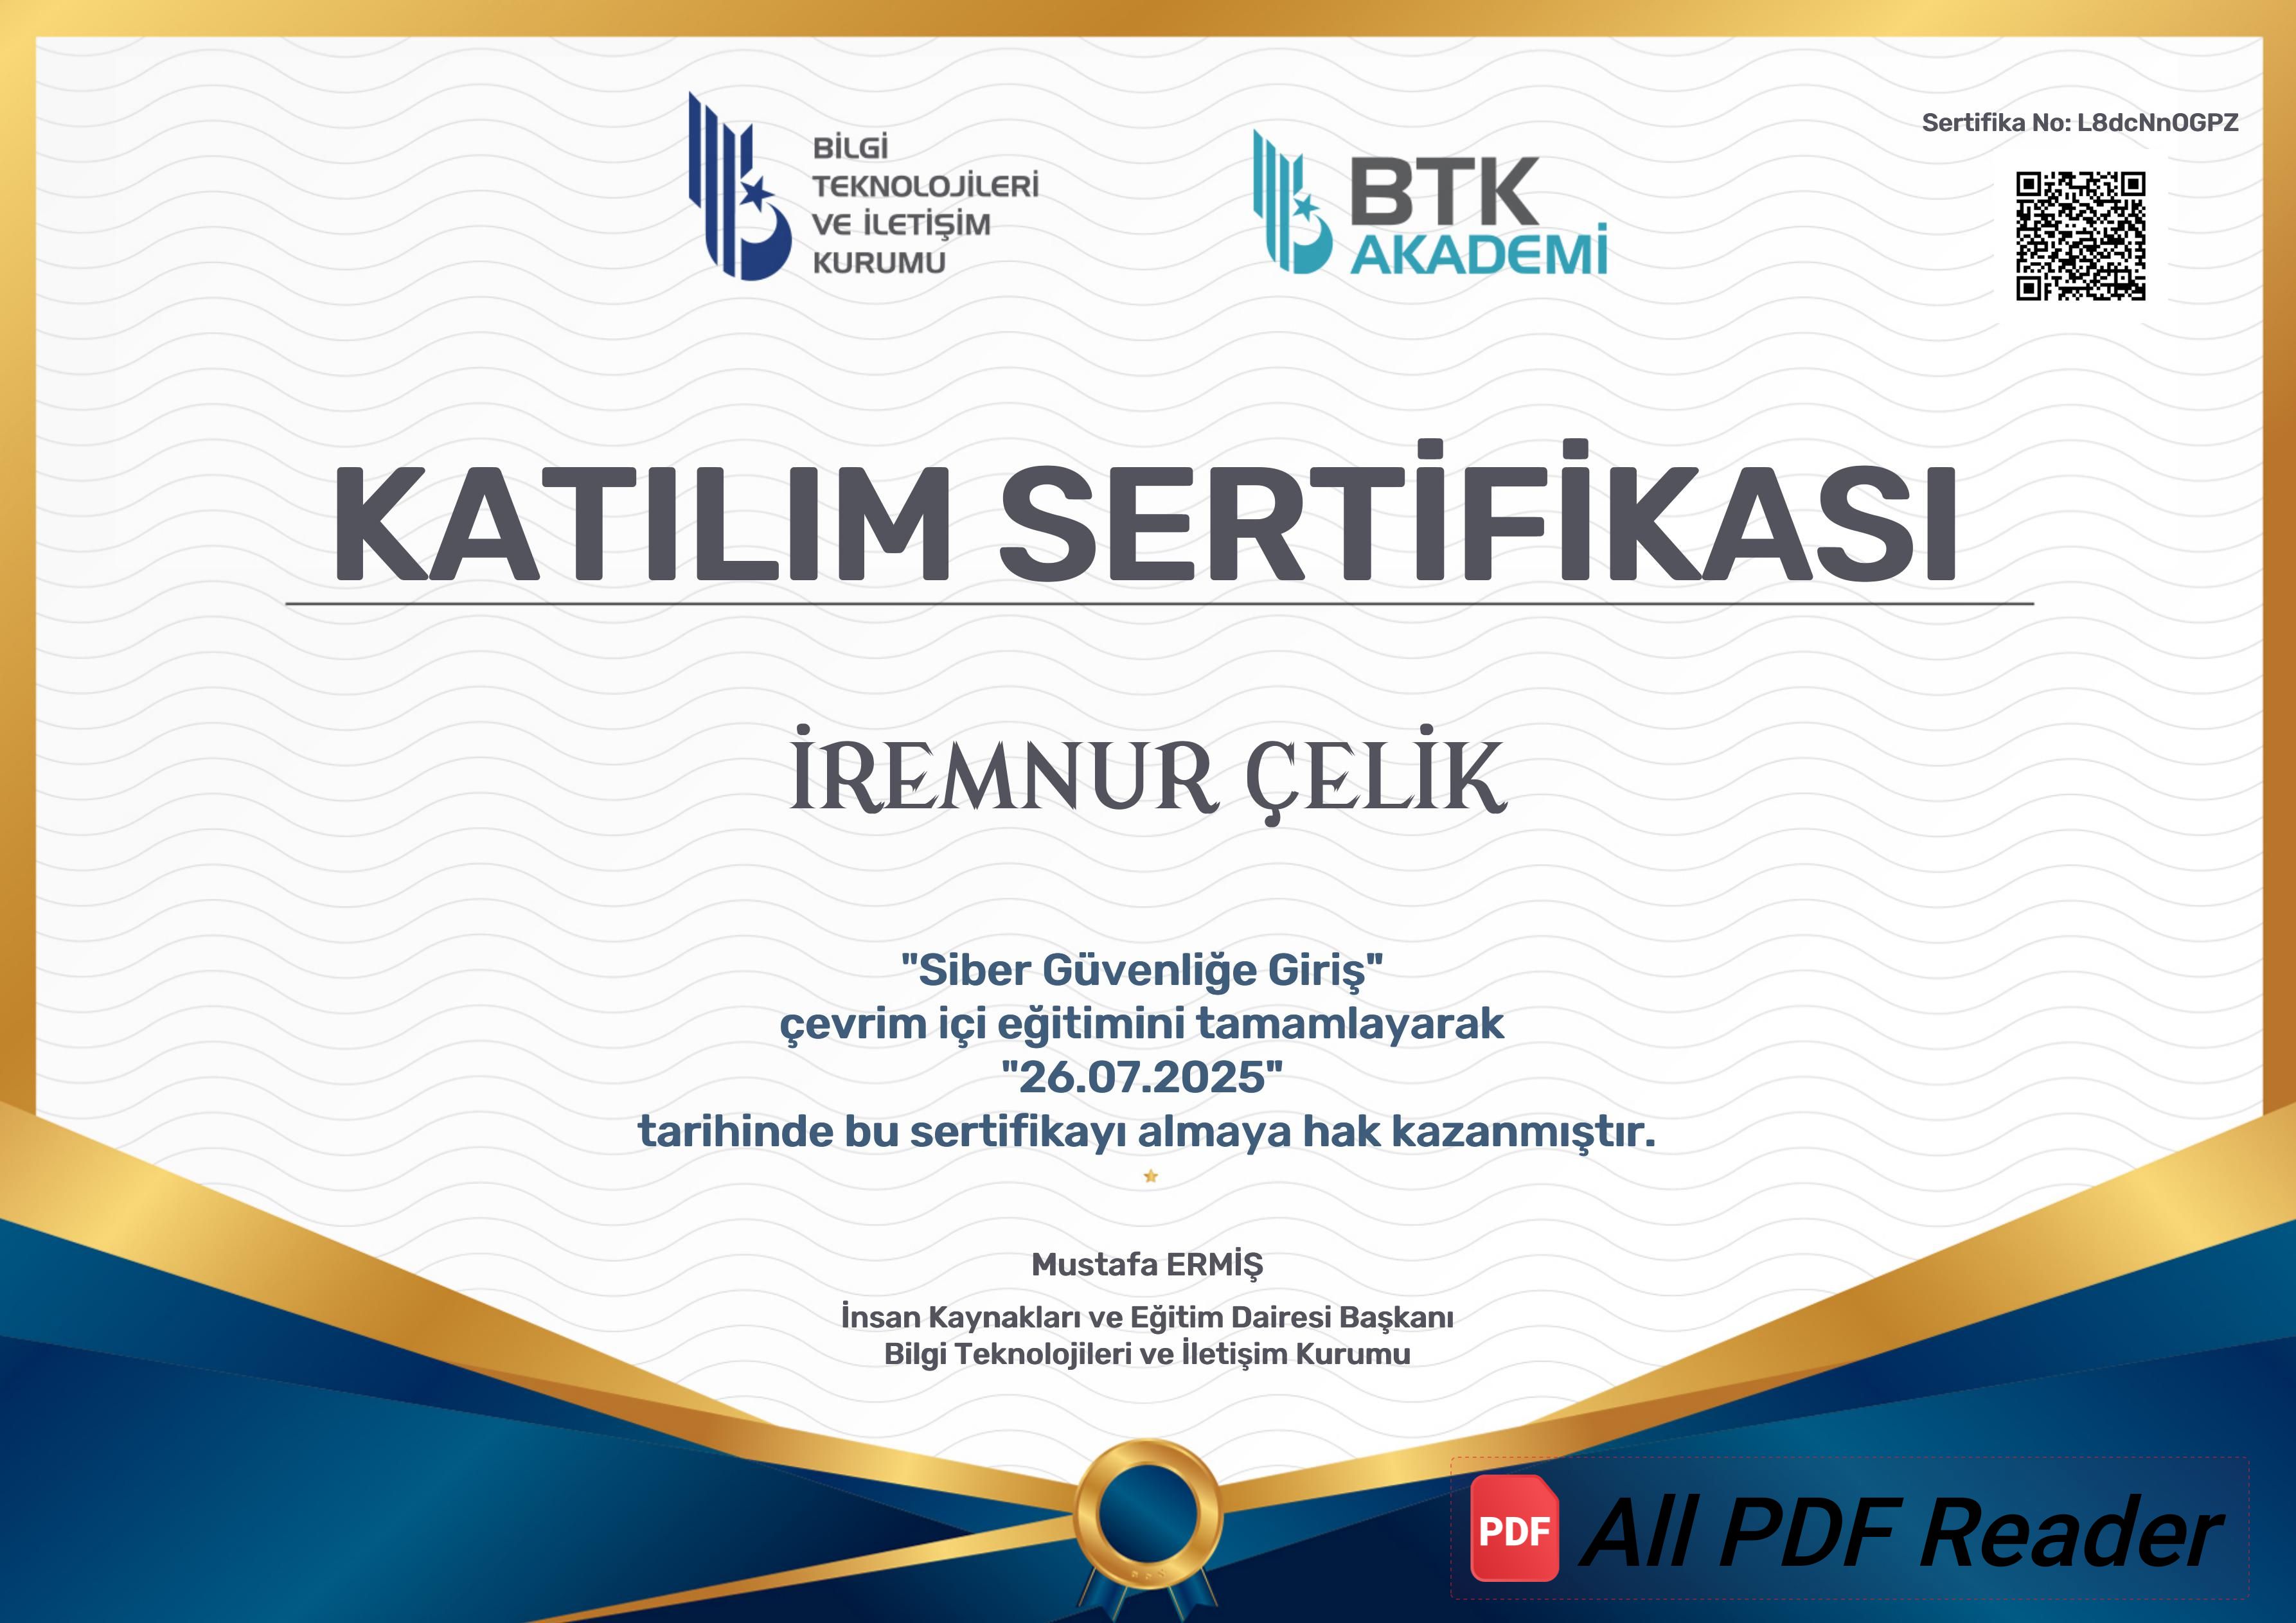 BİLGİ
TEKNOLOJİLERİ
VE İLETİŞİM
KURUMU
BTK
AKADEMİ
Sertifika No: L8dcNnOGPZ
KATILIM SERTİFİKASI
İREMNUR ÇELİK
"Siber Güvenliğe Giriş"
çevrim içi eğitimini tamamlayarak
"26.07.2025"
tarihinde bu sertifikayı almaya hak kazanmıştır.
Mustafa ERMİŞ
İnsan Kaynakları ve Eğitim Dairesi Başkanı
Bilgi Teknolojileri ve İletişim Kurumu
PDF All PDF Reader